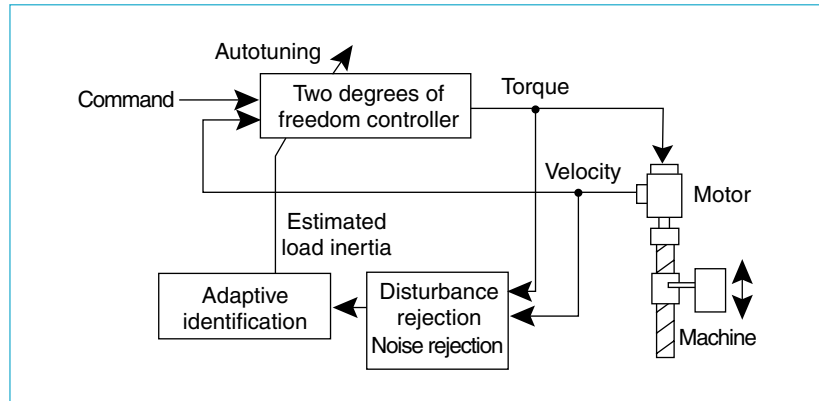 Autotuning
Command
Two degrees of
freedom controller
Torque
Velocity
Motor
Estimated
load inertia
Adaptive
identification
Disturbance
rejection
Noise rejection
Machine